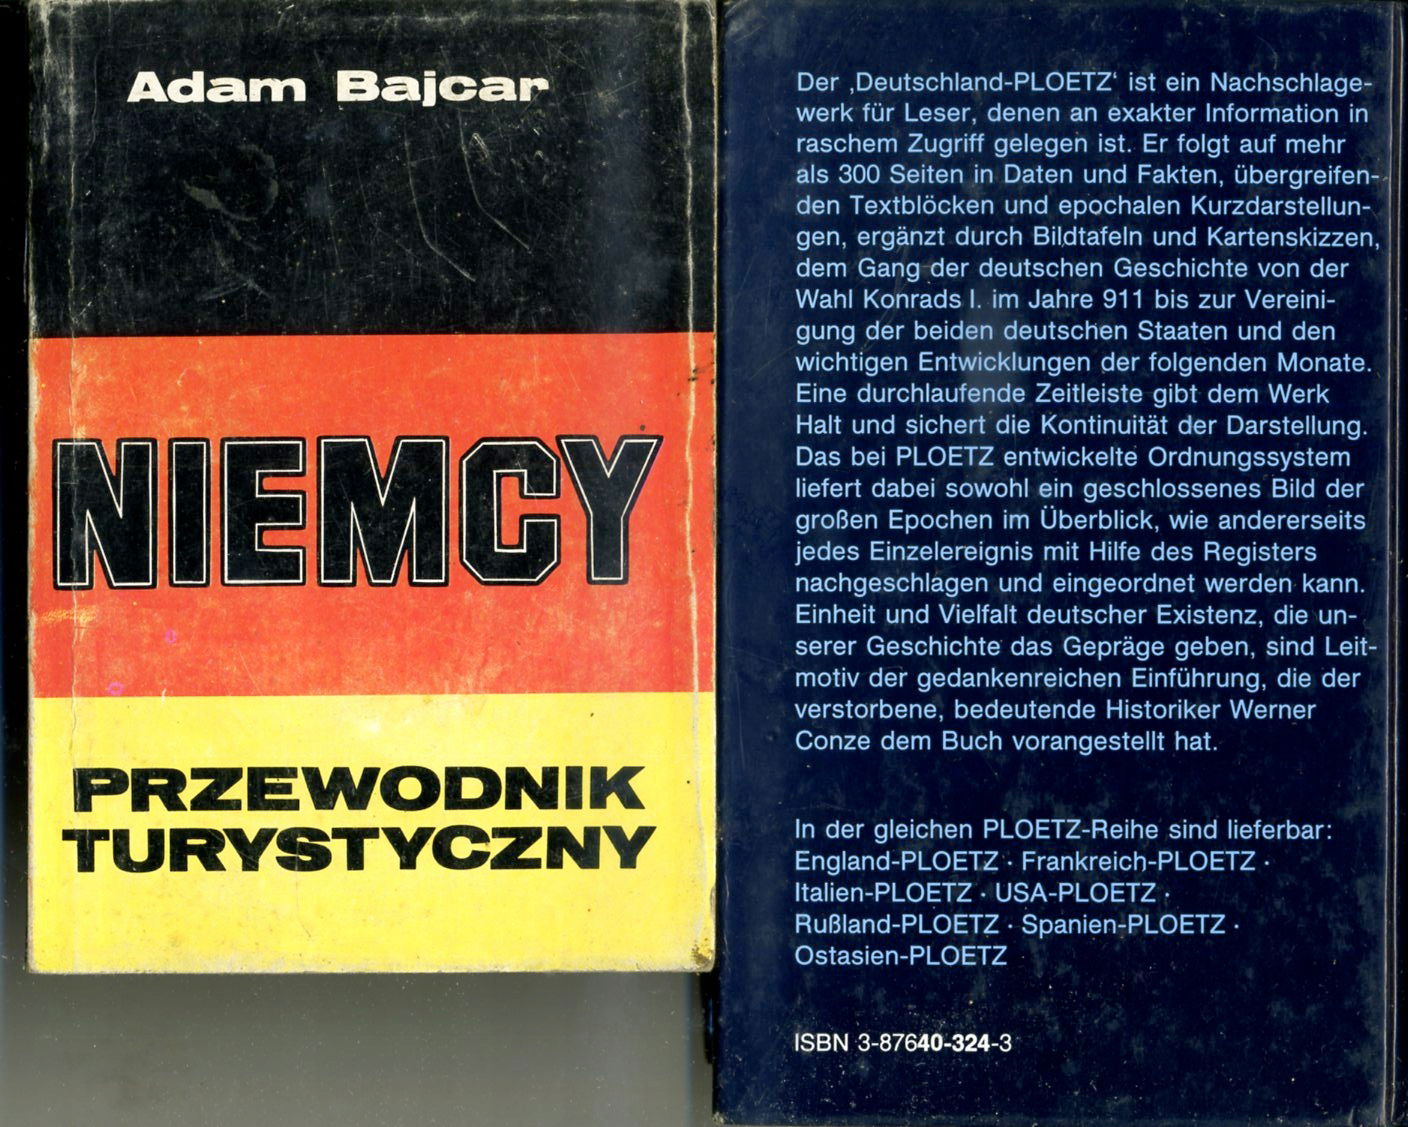 Adam Bajcar
NIEMCY
PRZEWODNIK
TURYSTYCZNY
Der ‚Deutschland-PLOETZ‘ ist ein Nachschlage-
werk für Leser, denen an exakter Information in
raschem Zugriff gelegen ist. Er folgt auf mehr
als 300 Seiten in Daten und Fakten, übergreifen-
den Textblöcken und epochalen Kurzdarstellun-
gen, ergänzt durch Bildtafeln und Kartenskizzen,
dem Gang der deutschen Geschichte von der
Wahl Konrads I. im Jahre 911 bis zur Vereini-
gung der beiden deutschen Staaten und den
wichtigen Entwicklungen der folgenden Monate.
Eine durchlaufende Zeitleiste gibt dem Werk
Halt und sichert die Kontinuität der Darstellung.
Das bei PLOETZ entwickelte Ordnungssystem
liefert dabei sowohl ein geschlossenes Bild der
großen Epochen im Überblick, wie andererseits
jedes Einzelereignis mit Hilfe des Registers
nachgeschlagen und eingeordnet werden kann.
Einheit und Vielfalt deutscher Existenz, die un-
serer Geschichte das Gepräge geben, sind Leit-
motiv der gedankenreichen Einführung, die der
verstorbene, bedeutende Historiker Werner
Conze dem Buch vorangestellt hat.
In der gleichen PLOETZ-Reihe sind lieferbar:
England-PLOETZ · Frankreich-PLOETZ ·
Italien-PLOETZ · USA-PLOETZ ·
Rußland-PLOETZ · Spanien-PLOETZ ·
Ostasien-PLOETZ
ISBN 3-87640-324-3